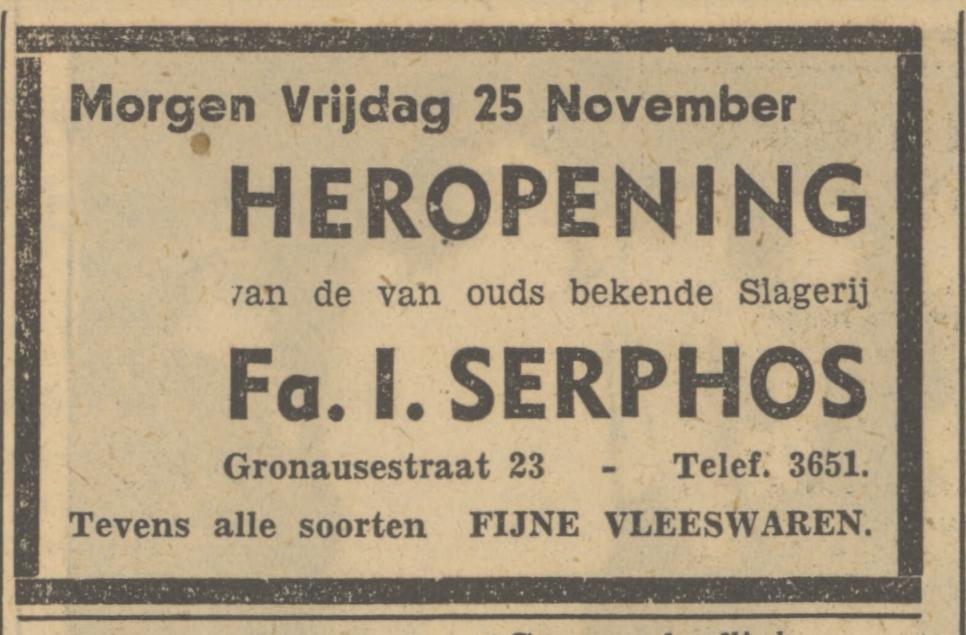 Morgen Vrijdag 25 November
HEROPENING
van de van ouds bekende Slagerij
Fa. I. SERPHOS
Gronausestraat 23 - Telef. 3651.
Tevens alle soorten FIJNE VLEESWAREN.